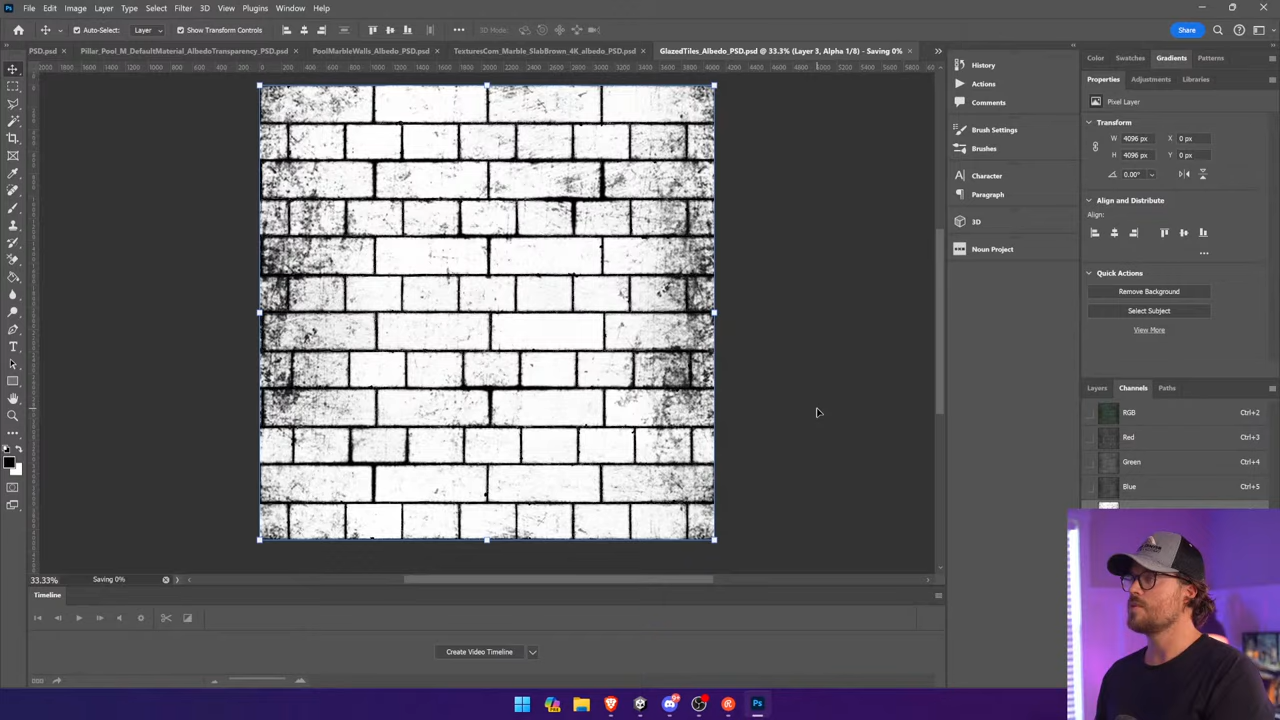 File Edit Image Layer Type Select Filter 3D View Plugins Window Help
Auto-Select: Layer Show Transform Controls 3D Mode: Share
PSD.psd × Pillar_Pool_M_DefaultMaterial_AlbedoTransparency_PSD.psd × PoolMarbleWalls_Albedo_PSD.psd × TexturesCom_Marble_SlabBrown_4K_albedo_PSD.psd × GlazedTiles_Albedo_PSD.psd @ 33.3% (Layer 3, Alpha 1/8) - Saving 0% ×
History
Actions
Comments
Brush Settings
Brushes
Character
Paragraph
3D
Noun Project
Color Swatches Gradients Patterns
Properties Adjustments Libraries
Pixel Layer
Transform
W 4096 px X 0 px
H 4096 px Y 0 px
0.00°
Align and Distribute
Align:
Quick Actions
Remove Background
Select Subject
View More
Layers Channels Paths
RGB Ctrl+2
Red Ctrl+3
Green Ctrl+4
Blue Ctrl+5
33.33% Saving 0%
Timeline
Create Video Timeline